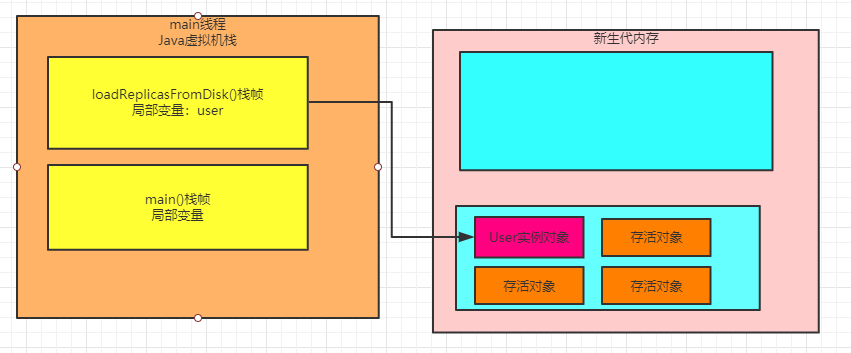 main线程
Java虚拟机栈
loadReplicasFromDisk()栈帧
局部变量：user
main()栈帧
局部变量
新生代内存
User实例对象
存活对象
存活对象
存活对象